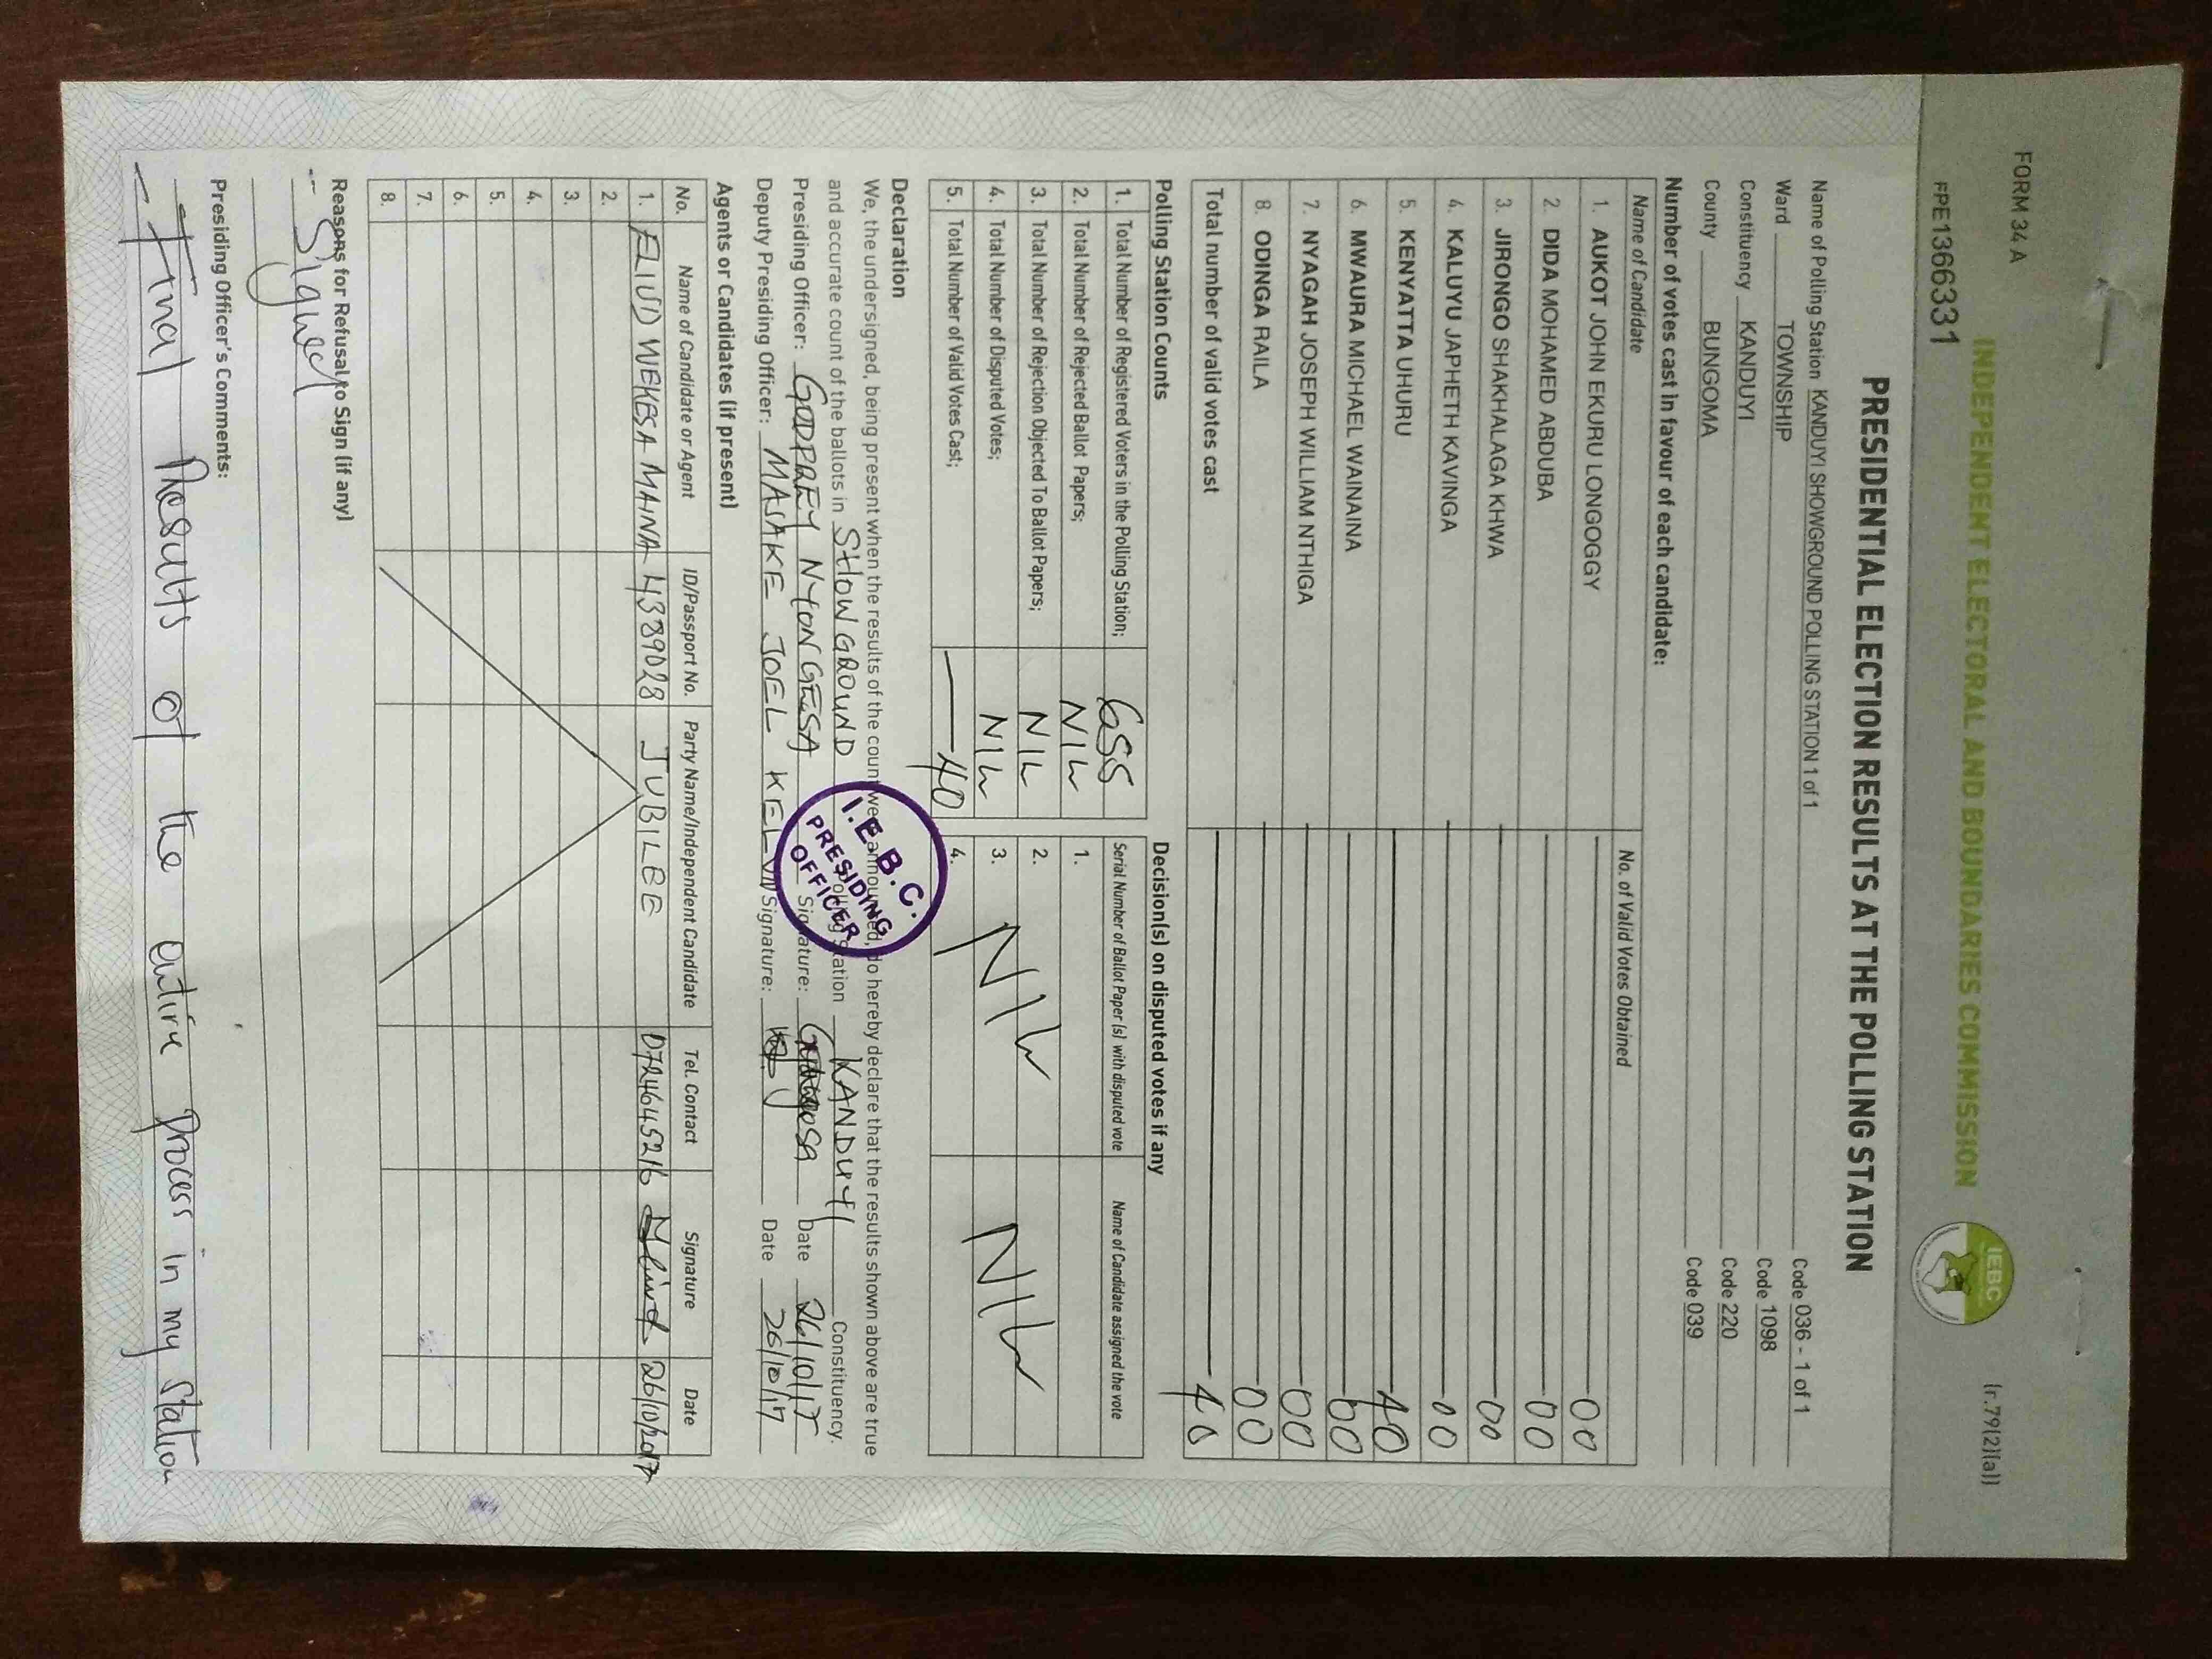 FORM 34 A
(r.79(2)(a))
INDEPENDENT ELECTORAL AND BOUNDARIES COMMISSION
IEBC
FPE1366331
PRESIDENTIAL ELECTION RESULTS AT THE POLLING STATION
Name of Polling Station KANDUYI SHOWGROUND POLLING STATION 1 of 1 Code 036 - 1 of 1
Ward TOWNSHIP Code 1098
Constituency KANDUYI Code 220
County BUNGOMA Code 039
Number of votes cast in favour of each candidate:
Name of Candidate No. of Valid Votes Obtained
1. AUKOT JOHN EKURU LONGOGGY 00
2. DIDA MOHAMED ABDUBA 00
3. JIRONGO SHAKHALAGA KHWA 00
4. KALUYU JAPHETH KAVINGA 00
5. KENYATTA UHURU 40
6. MWAURA MICHAEL WAINAINA 00
7. NYAGAH JOSEPH WILLIAM NTHIGA 00
8. ODINGA RAILA 00
Total number of valid votes cast 40
Polling Station Counts
1. Total Number of Registered Voters in the Polling Station; 655
2. Total Number of Rejected Ballot Papers; NIL
3. Total Number of Rejection Objected To Ballot Papers; NIL
4. Total Number of Disputed Votes; NIL
5. Total Number of Valid Votes Cast; 40
Decision(s) on disputed votes if any
Serial Number of Ballot Paper (s) with disputed vote Name of Candidate assigned the vote
1.
2.
3. NIL NIL
4.
Declaration
We, the undersigned, being present when the results of the count were announced, do hereby declare that the results shown above are true
and accurate count of the ballots in SHOWGROUND polling station KANDUYI Constituency.
Presiding Officer: GODFREY NYONGESA Signature: Date 26/10/17
Deputy Presiding Officer: MASAKE JOEL KELVIN Signature: Date 26/10/17
I.E.B.C.
PRESIDING
OFFICER
Agents or Candidates (if present)
No. Name of Candidate or Agent ID/Passport No. Party Name/Independent Candidate Tel. Contact Signature Date
1. ELIUD WEKESA MAINA 4389028 JUBILEE 0724645216 26/10/2017
2.
3.
4.
5.
6.
7.
8.
Reasons for Refusal to Sign (if any)
Signed
Presiding Officer's Comments:
Final Results of the entire process in my station